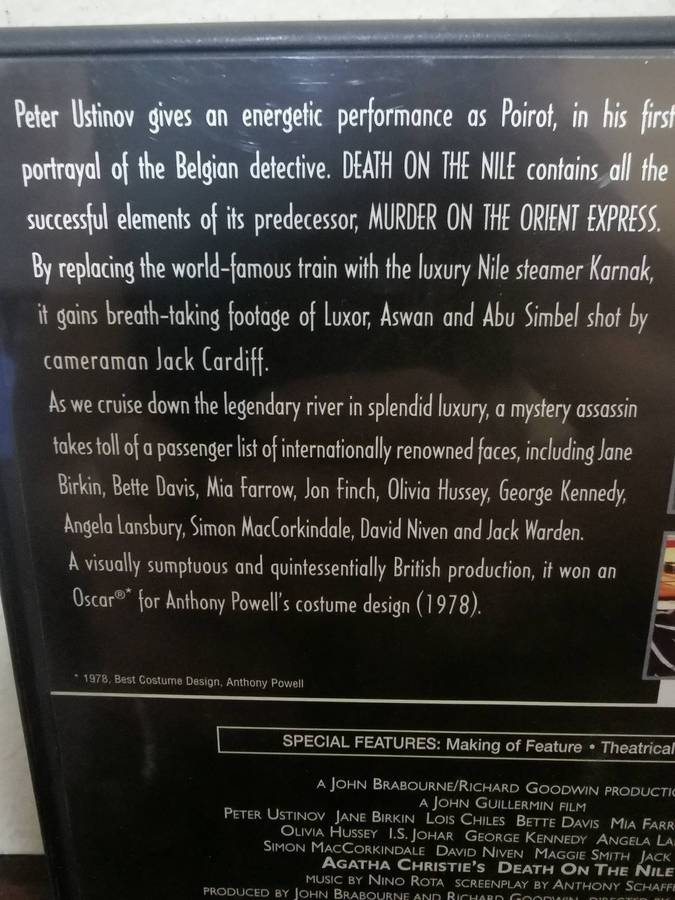 Peter Ustinov gives an energetic performance as Poirot, in his first
portrayal of the Belgian detective. DEATH ON THE NILE contains all the
successful elements of its predecessor, MURDER ON THE ORIENT EXPRESS.
By replacing the world-famous train with the luxury Nile steamer Karnak,
it gains breath-taking footage of Luxor, Aswan and Abu Simbel shot by
cameraman Jack Cardiff.
As we cruise down the legendary river in splendid luxury, a mystery assassin
takes toll of a passenger list of internationally renowned faces, including Jane
Birkin, Bette Davis, Mia Farrow, Jon Finch, Olivia Hussey, George Kennedy,
Angela Lansbury, Simon MacCorkindale, David Niven and Jack Warden.
A visually sumptuous and quintessentially British production, it won an
Oscar®* for Anthony Powell's costume design (1978).
* 1978, Best Costume Design, Anthony Powell
SPECIAL FEATURES: Making of Feature • Theatrical
A JOHN BRABOURNE/RICHARD GOODWIN PRODUCTI
A JOHN GUILLERMIN FILM
PETER USTINOV JANE BIRKIN LOIS CHILES BETTE DAVIS MIA FARR
OLIVIA HUSSEY I.S. JOHAR GEORGE KENNEDY ANGELA LA
SIMON MACCORKINDALE DAVID NIVEN MAGGIE SMITH JACK
AGATHA CHRISTIE'S DEATH ON THE NILE
MUSIC BY NINO ROTA SCREENPLAY BY ANTHONY SCHAFF
PRODUCED BY JOHN BRABOURNE AND RICHARD GOODWIN